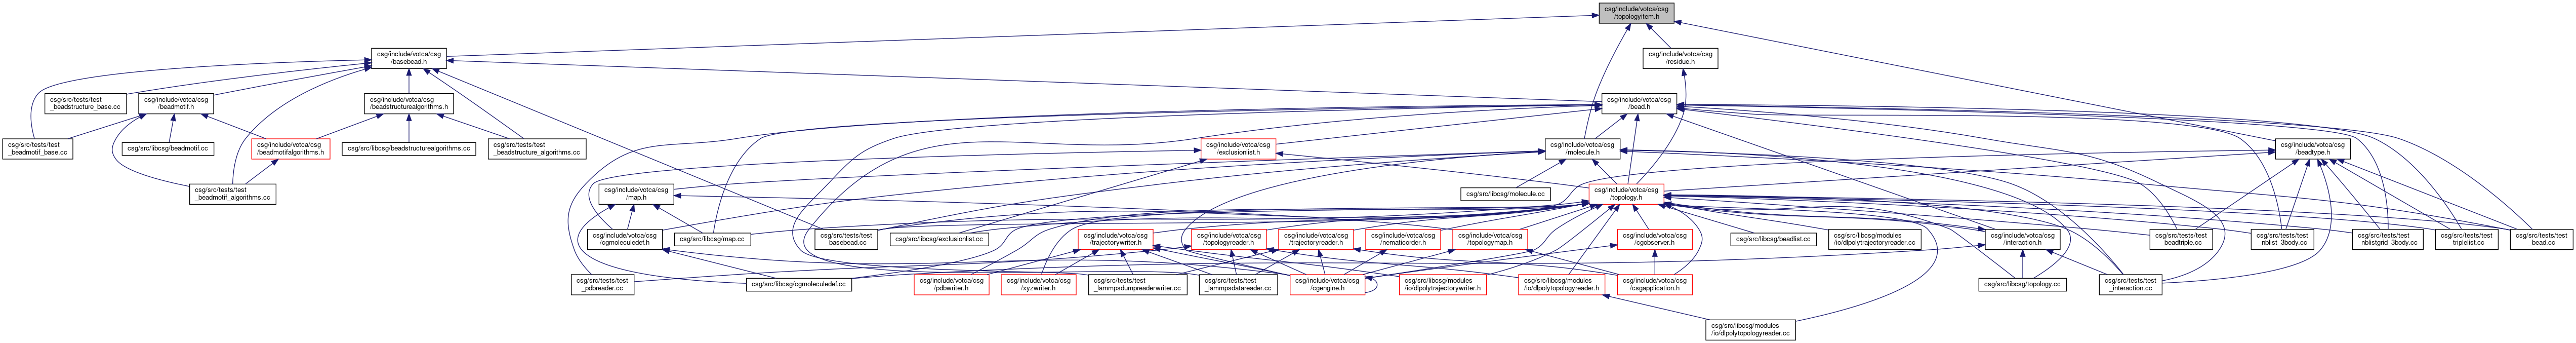 csg/include/votca/csg
/topologyitem.h
csg/include/votca/csg
/basebead.h
csg/include/votca/csg
/residue.h
csg/src/tests/test
_beadstructure_base.cc
csg/include/votca/csg
/beadmotif.h
csg/include/votca/csg
/beadstructurealgorithms.h
csg/include/votca/csg
/bead.h
csg/src/tests/test
_beadmotif_base.cc
csg/src/libcsg/beadmotif.cc
csg/include/votca/csg
/beadmotifalgorithms.h
csg/src/libcsg/beadstructurealgorithms.cc
csg/src/tests/test
_beadstructure_algorithms.cc
csg/include/votca/csg
/exclusionlist.h
csg/include/votca/csg
/molecule.h
csg/include/votca/csg
/beadtype.h
csg/src/tests/test
_beadmotif_algorithms.cc
csg/include/votca/csg
/map.h
csg/src/libcsg/molecule.cc
csg/include/votca/csg
/topology.h
csg/include/votca/csg
/cgmoleculedef.h
csg/src/libcsg/map.cc
csg/src/tests/test
_basebead.cc
csg/src/libcsg/exclusionlist.cc
csg/include/votca/csg
/trajectorywriter.h
csg/include/votca/csg
/topologyreader.h
csg/include/votca/csg
/trajectoryreader.h
csg/include/votca/csg
/nematicorder.h
csg/include/votca/csg
/topologymap.h
csg/include/votca/csg
/cgobserver.h
csg/src/libcsg/beadlist.cc
csg/src/libcsg/modules
/io/dlpolytrajectoryreader.cc
csg/include/votca/csg
/interaction.h
csg/src/tests/test
_beadtriple.cc
csg/src/tests/test
_nblist_3body.cc
csg/src/tests/test
_nblistgrid_3body.cc
csg/src/tests/test
_triplelist.cc
csg/src/tests/test
_bead.cc
csg/src/tests/test
_pdbreader.cc
csg/src/libcsg/cgmoleculedef.cc
csg/include/votca/csg
/pdbwriter.h
csg/include/votca/csg
/xyzwriter.h
csg/src/tests/test
_lammpsdumpreaderwriter.cc
csg/src/tests/test
_lammpsdatareader.cc
csg/include/votca/csg
/cgengine.h
csg/src/libcsg/modules
/io/dlpolytrajectorywriter.h
csg/src/libcsg/modules
/io/dlpolytopologyreader.h
csg/include/votca/csg
/csgapplication.h
csg/src/libcsg/topology.cc
csg/src/tests/test
_interaction.cc
csg/src/libcsg/modules
/io/dlpolytopologyreader.cc